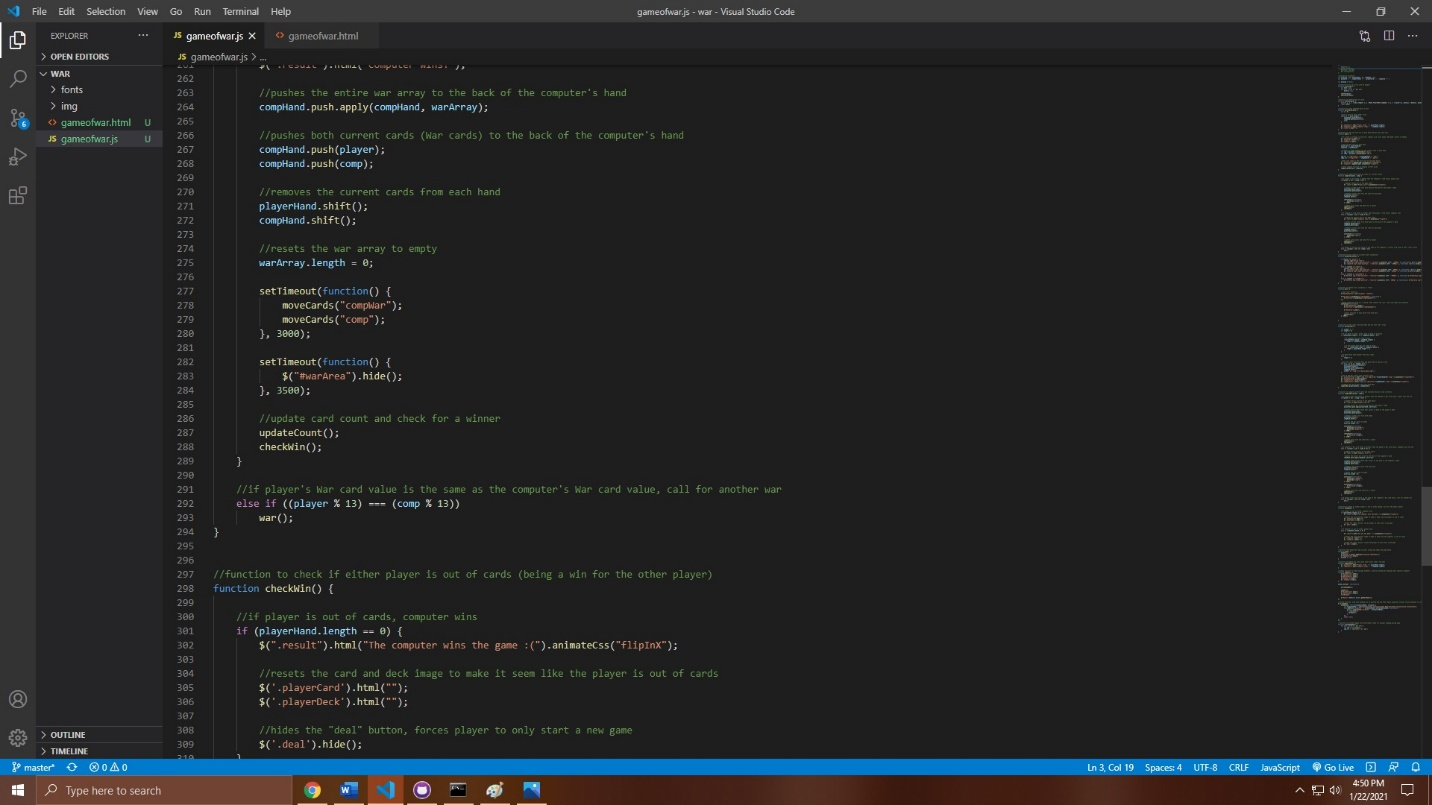 File Edit Selection View Go Run Terminal Help
gameofwar.js - war - Visual Studio Code
EXPLORER
OPEN EDITORS
WAR
fonts
img
gameofwar.html U
gameofwar.js U
OUTLINE
TIMELINE
JS gameofwar.js
gameofwar.html
JS gameofwar.js > ...
261 $(".result").html("Computer wins!");
262
263 //pushes the entire war array to the back of the computer's hand
264 compHand.push.apply(compHand, warArray);
265
266 //pushes both current cards (War cards) to the back of the computer's hand
267 compHand.push(player);
268 compHand.push(comp);
269
270 //removes the current cards from each hand
271 playerHand.shift();
272 compHand.shift();
273
274 //resets the war array to empty
275 warArray.length = 0;
276
277 setTimeout(function() {
278 moveCards("compWar");
279 moveCards("comp");
280 }, 3000);
281
282 setTimeout(function() {
283 $("#warArea").hide();
284 }, 3500);
285
286 //update card count and check for a winner
287 updateCount();
288 checkWin();
289 }
290
291 //if player's War card value is the same as the computer's War card value, call for another war
292 else if ((player % 13) === (comp % 13))
293 war();
294 }
295
296
297 //function to check if either player is out of cards (being a win for the other player)
298 function checkWin() {
299
300 //if player is out of cards, computer wins
301 if (playerHand.length == 0) {
302 $(".result").html("The computer wins the game :(").animateCss("flipInX");
303
304 //resets the card and deck image to make it seem like the player is out of cards
305 $('.playerCard').html("");
306 $('.playerDeck').html("");
307
308 //hides the "deal" button, forces player to only start a new game
309 $('.deal').hide();
310 }
6
master* 0 0
Ln 3, Col 19 Spaces: 4 UTF-8 CRLF JavaScript Go Live
Type here to search
4:50 PM
1/22/2021